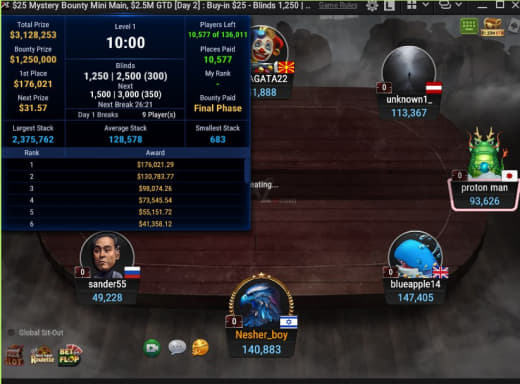 $25 Mystery Bounty Mini Main, $2.5M GTD [Day 2] : Buy-in $25 - Blinds 1,250 | ..
Game Rules
Total Prize
$3,128,253
Bounty Prize
$1,250,000
1st Place
$176,021
Next Prize
$31.57
Level 1
10:00
Blinds
1,250 | 2,500 (300)
Next
1,500 | 3,000 (350)
Next Break 26:21
Day 1 Breaks
9 Player(s)
Players Left
10,577 of 136,011
Places Paid
10,577
My Rank
-
Bounty Paid
Final Phase
Largest Stack
2,375,762
Average Stack
128,578
Smallest Stack
683
Rank
Award
1
$176,021.29
2
$130,783.77
3
$98,074.26
4
$73,545.54
5
$55,151.72
6
$41,358.12
AGATA22
1,888
0
unknown1_
113,367
0
proton man
93,626
eating...
0
sander55
49,228
0
blueapple14
147,405
0
Nesher_boy
140,883
Global Sit-Out
Roulette
BET
FLOP